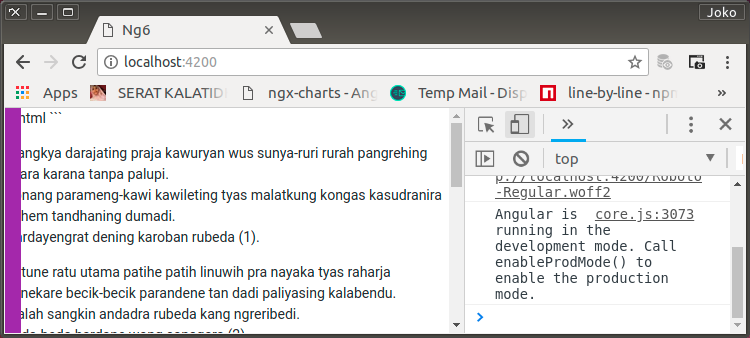 Joko
Ng6
localhost:4200
Apps SERAT KALATID ngx-charts - Ang Temp Mail - Disp line-by-line - npm
html ```
angkya darajating praja kawuryan wus sunya-ruri rurah pangrehing
ara karana tanpa palupi.
nang parameng-kawi kawileting tyas malatkung kongas kasudranira
hem tandhaning dumadi.
ardayengrat dening karoban rubeda (1).
tune ratu utama patihe patih linuwih pra nayaka tyas raharja
nekare becik-becik parandene tan dadi paliyasing kalabendu.
alah sangkin andadra rubeda kang ngreribedi.
top
p://localhost:4200/Roboto
-Regular.woff2
Angular is core.js:3073
running in the
development mode. Call
enableProdMode() to
enable the production
mode.